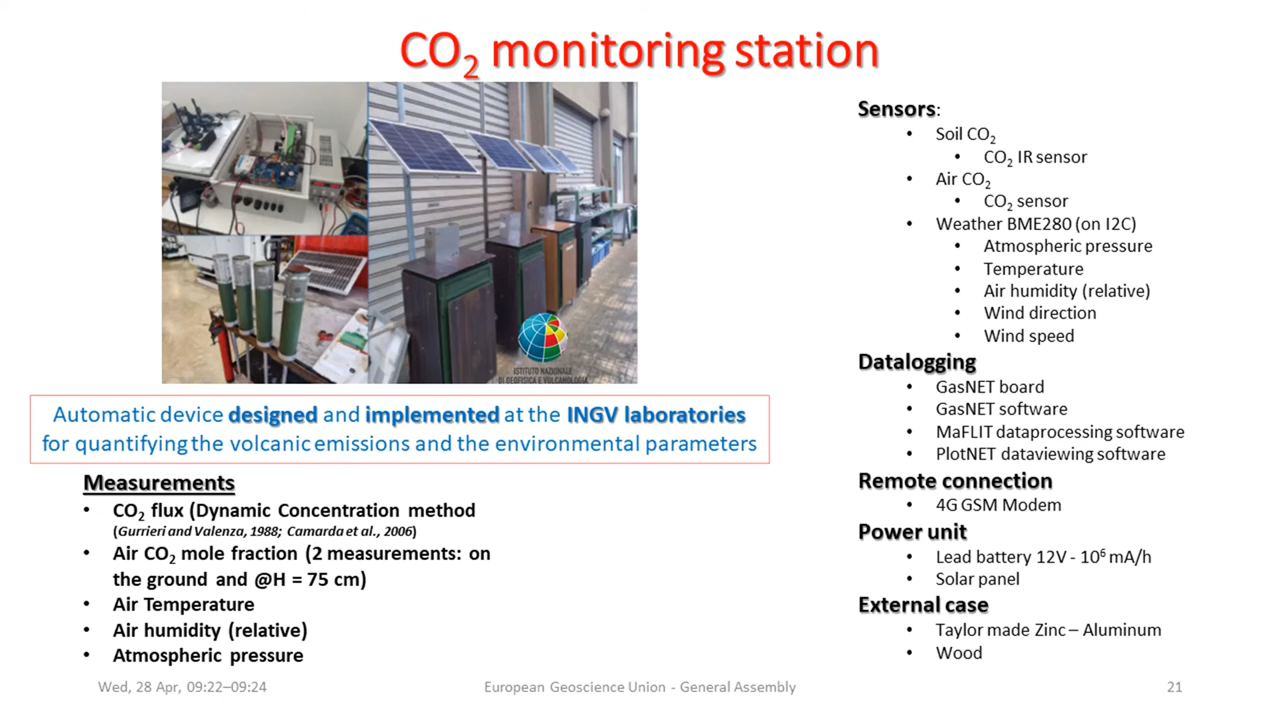 CO₂ monitoring station
ISTITUTO NAZIONALE
DI GEOFISICA E VULCANOLOGIA
Automatic device designed and implemented at the INGV laboratories
for quantifying the volcanic emissions and the environmental parameters
Measurements
• CO₂ flux (Dynamic Concentration method
(Gurrieri and Valenza, 1988; Camarda et al., 2006)
• Air CO₂ mole fraction (2 measurements: on
the ground and @H = 75 cm)
• Air Temperature
• Air humidity (relative)
• Atmospheric pressure
Sensors:
• Soil CO₂
• CO₂ IR sensor
• Air CO₂
• CO₂ sensor
• Weather BME280 (on I2C)
• Atmospheric pressure
• Temperature
• Air humidity (relative)
• Wind direction
• Wind speed
Datalogging
• GasNET board
• GasNET software
• MaFLIT dataprocessing software
• PlotNET dataviewing software
Remote connection
• 4G GSM Modem
Power unit
• Lead battery 12V - 10⁶ mA/h
• Solar panel
External case
• Taylor made Zinc – Aluminum
• Wood
Wed, 28 Apr, 09:22–09:24
European Geoscience Union - General Assembly
21